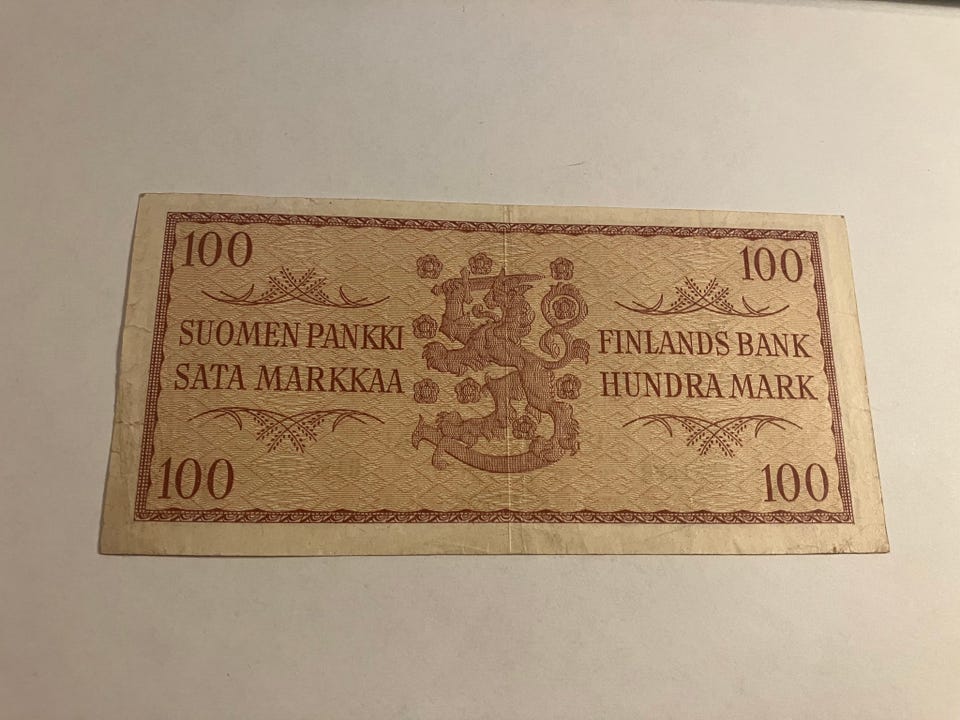 100
100
SUOMEN PANKKI
FINLANDS BANK
SATA MARKKAA
HUNDRA MARK
100
100